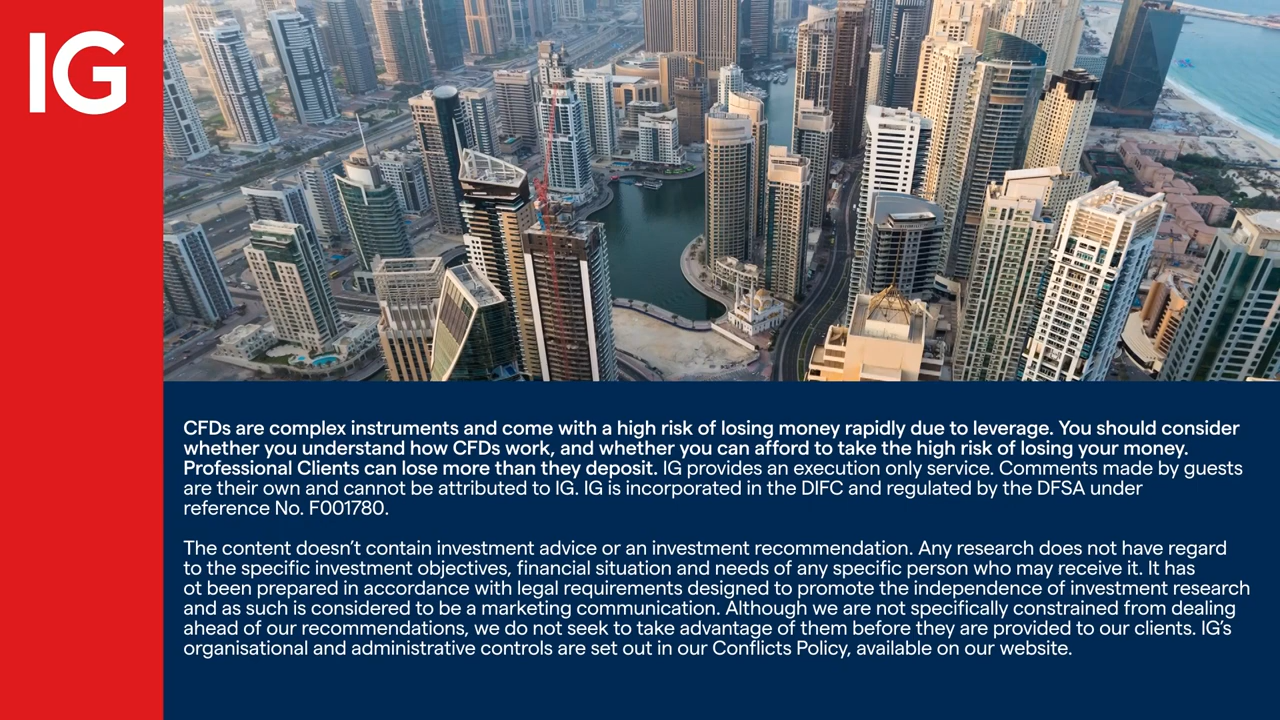 IG
CFDs are complex instruments and come with a high risk of losing money rapidly due to leverage. You should consider
whether you understand how CFDs work, and whether you can afford to take the high risk of losing your money.
Professional Clients can lose more than they deposit. IG provides an execution only service. Comments made by guests
are their own and cannot be attributed to IG. IG is incorporated in the DIFC and regulated by the DFSA under
reference No. F001780.
The content doesn’t contain investment advice or an investment recommendation. Any research does not have regard
to the specific investment objectives, financial situation and needs of any specific person who may receive it. It has
ot been prepared in accordance with legal requirements designed to promote the independence of investment research
and as such is considered to be a marketing communication. Although we are not specifically constrained from dealing
ahead of our recommendations, we do not seek to take advantage of them before they are provided to our clients. IG’s
organisational and administrative controls are set out in our Conflicts Policy, available on our website.